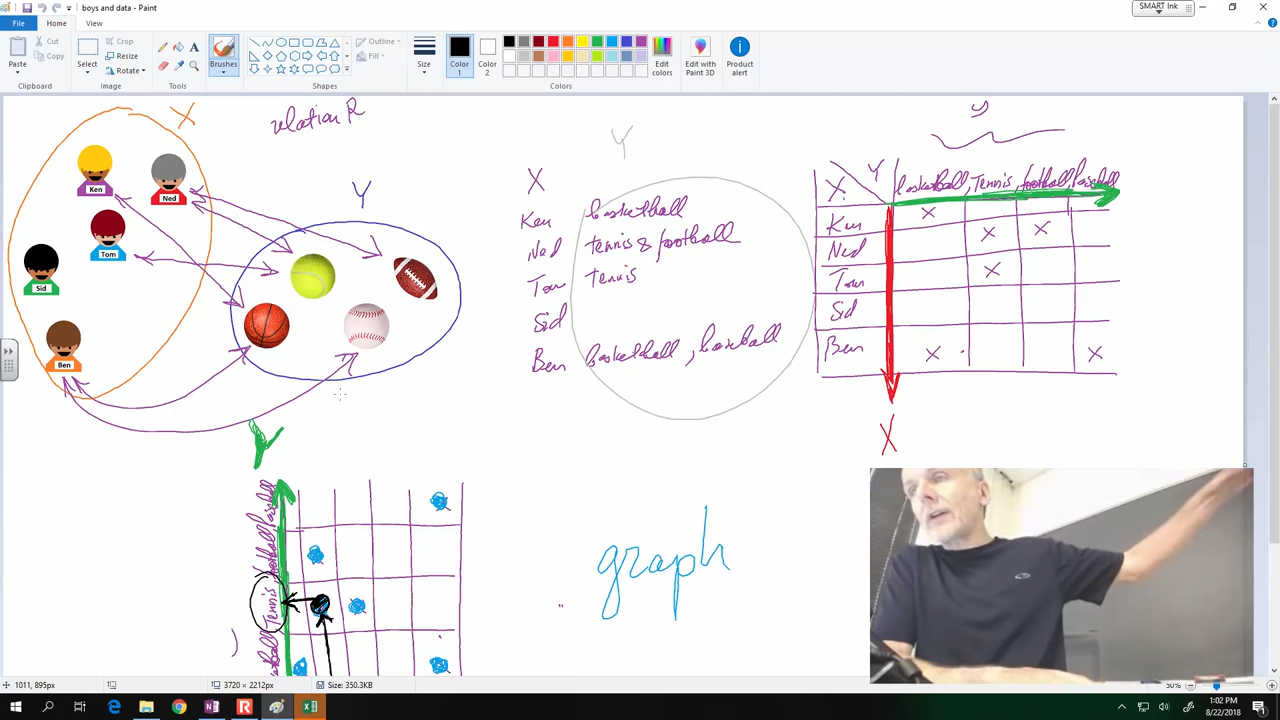 boys and data - Paint
SMART Ink
File Home View
Paste Cut Copy Select Crop Resize Rotate Brushes Outline Fill Size Color 1 Color 2 Edit colors Edit with Paint 3D Product alert
Clipboard Image Tools Shapes Colors
X
relation R
Ken
Ned
Tom
Sid
Ben
Y
Y
X
Ken basketball
Ned tennis & football
Tom tennis
Sid
Ben basketball, baseball
y
X Y basketball, Tennis, football, baseball
Ken X
Ned X X
Tom X
Sid
Ben X X
X
Y
Tennis football baseball
graph
1011, 895px
3720 × 2212px
Size: 350.3KB
50%
1:02 PM
8/22/2018